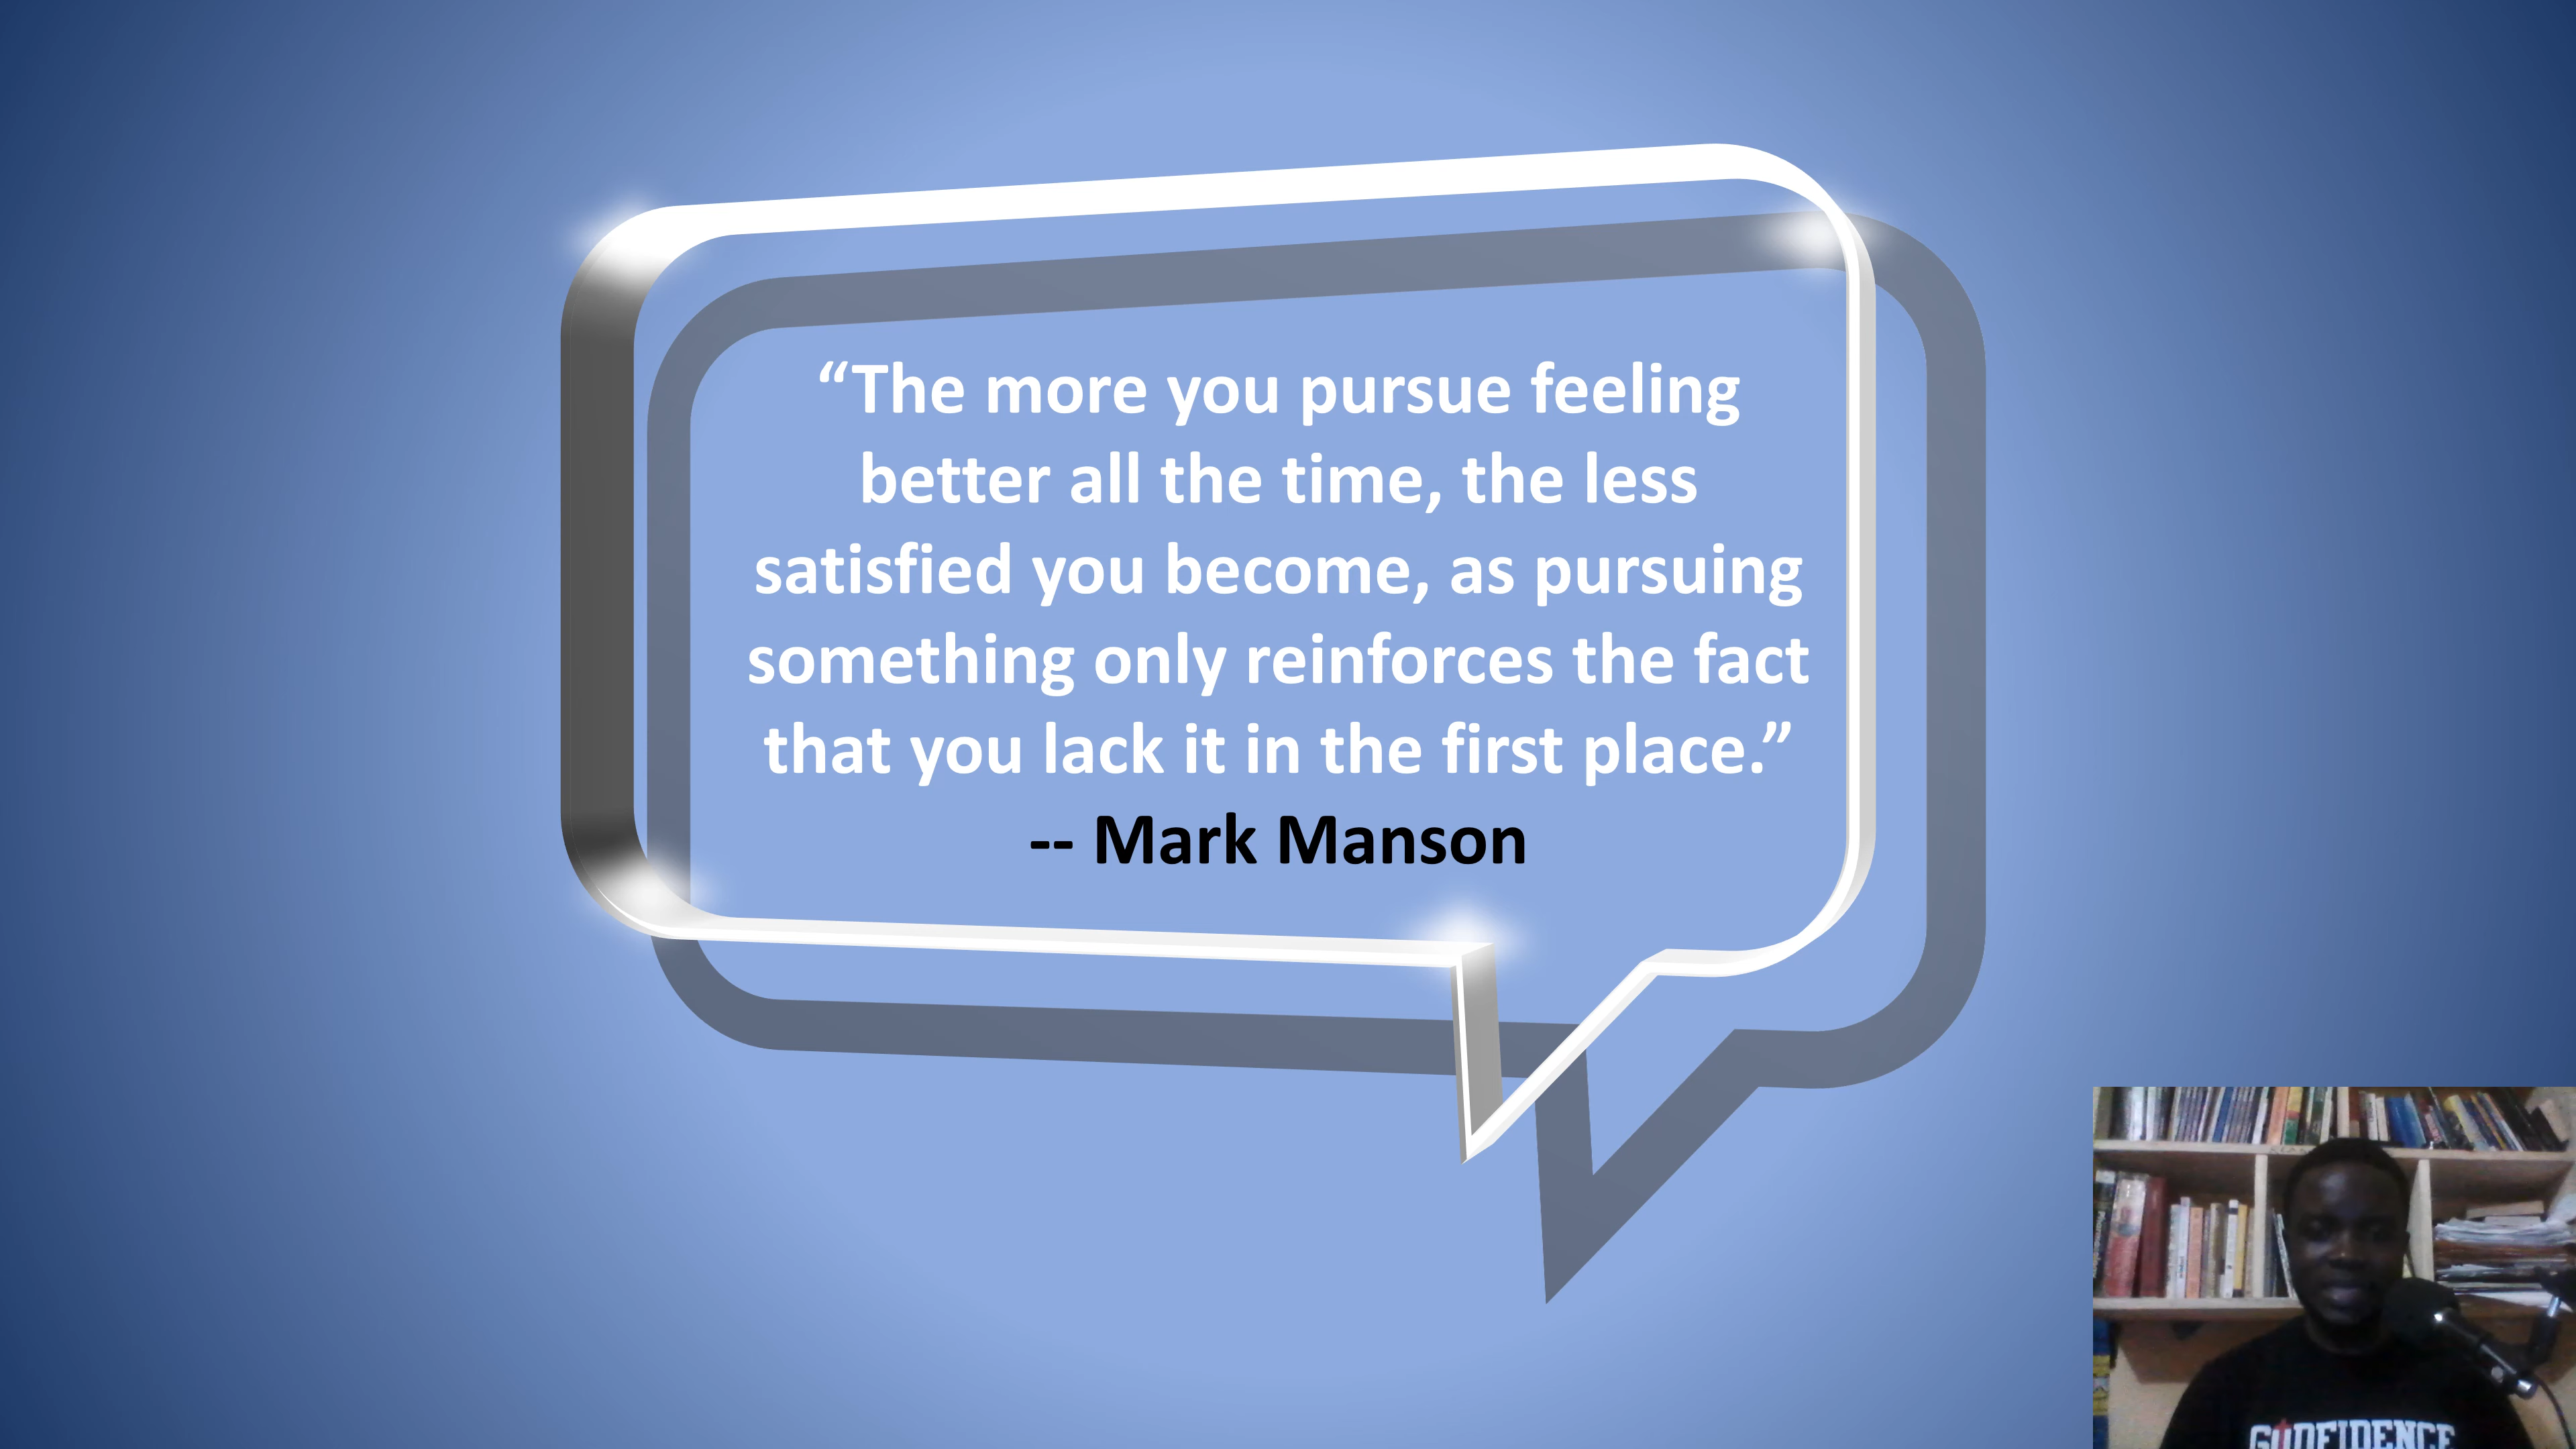 “The more you pursue feeling
better all the time, the less
satisfied you become, as pursuing
something only reinforces the fact
that you lack it in the first place.”
-- Mark Manson
GODFIDENCE